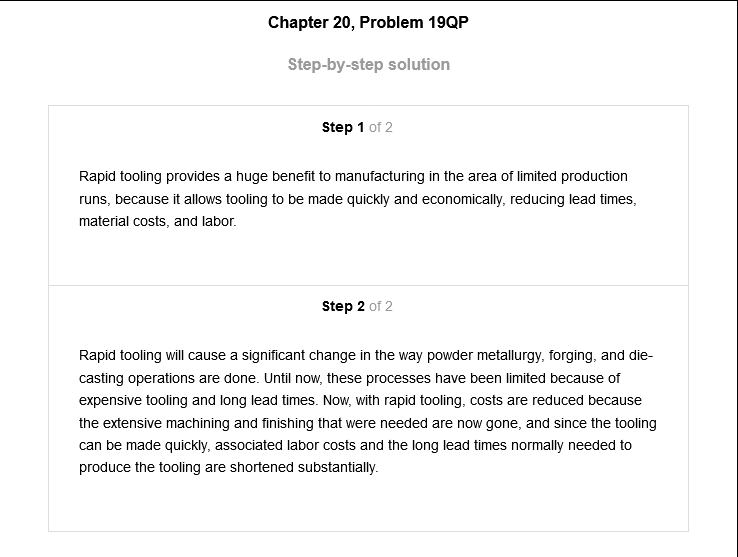 Chapter 20, Problem 19QP
Step-by-step solution
Step 1 of 2
Rapid tooling provides a huge benefit to manufacturing in the area of limited production
runs, because it allows tooling to be made quickly and economically, reducing lead times,
material costs, and labor.
Step 2 of 2
Rapid tooling will cause a significant change in the way powder metallurgy, forging, and die-
casting operations are done. Until now, these processes have been limited because of
expensive tooling and long lead times. Now, with rapid tooling, costs are reduced because
the extensive machining and finishing that were needed are now gone, and since the tooling
can be made quickly, associated labor costs and the long lead times normally needed to
produce the tooling are shortened substantially.